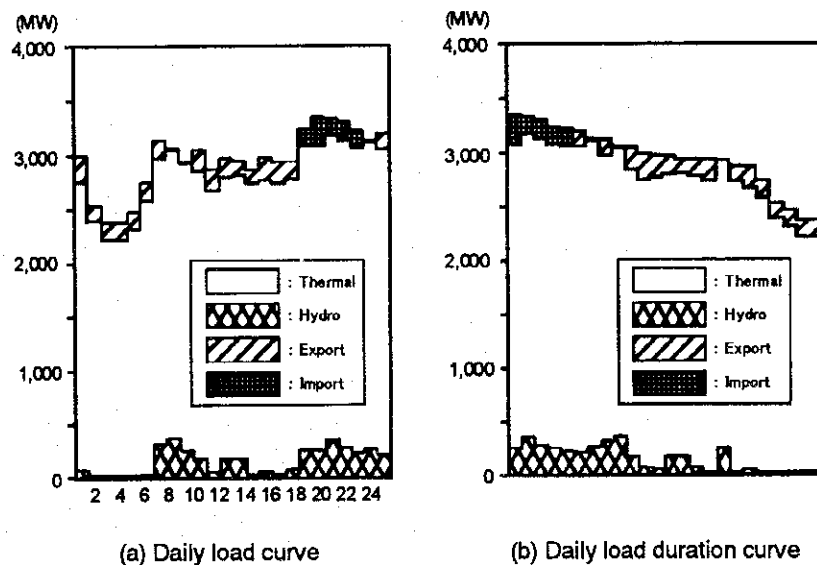 (MW)
4,000
3,000
2,000
1,000
0
: Thermal
: Hydro
: Export
: Import
2 4 6 8 10 12 14 16 18 20 22 24
(a) Daily load curve
(MW)
4,000
3,000
2,000
1,000
0
: Thermal
: Hydro
: Export
: Import
(b) Daily load duration curve